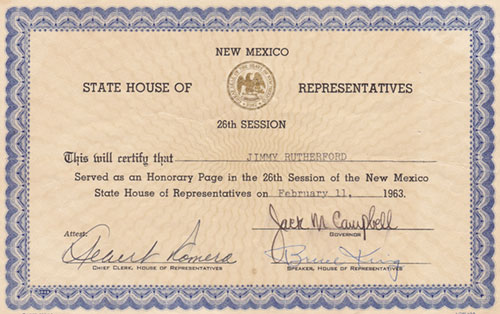 NEW MEXICO
STATE HOUSE OF REPRESENTATIVES
26th SESSION
This will certify that JIMMY RUTHERFORD
Served as an Honorary Page in the 26th Session of the New Mexico
State House of Representatives on February 11, 1963.
Jack M. Campbell
GOVERNOR
Attest:
Albert Romero
CHIEF CLERK, HOUSE OF REPRESENTATIVES
Bruce King
SPEAKER, HOUSE OF REPRESENTATIVES